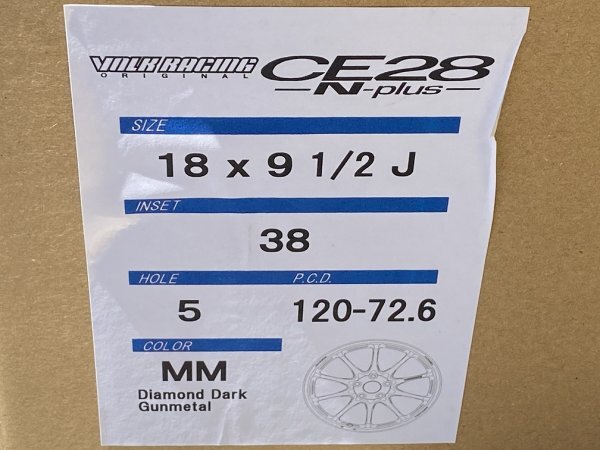 VOLK RACING CE28
ORIGINAL N-plus
SIZE
18 x 9 1/2 J
INSET
38
HOLE P.C.D.
5 120-72.6
COLOR
MM
Diamond Dark
Gunmetal